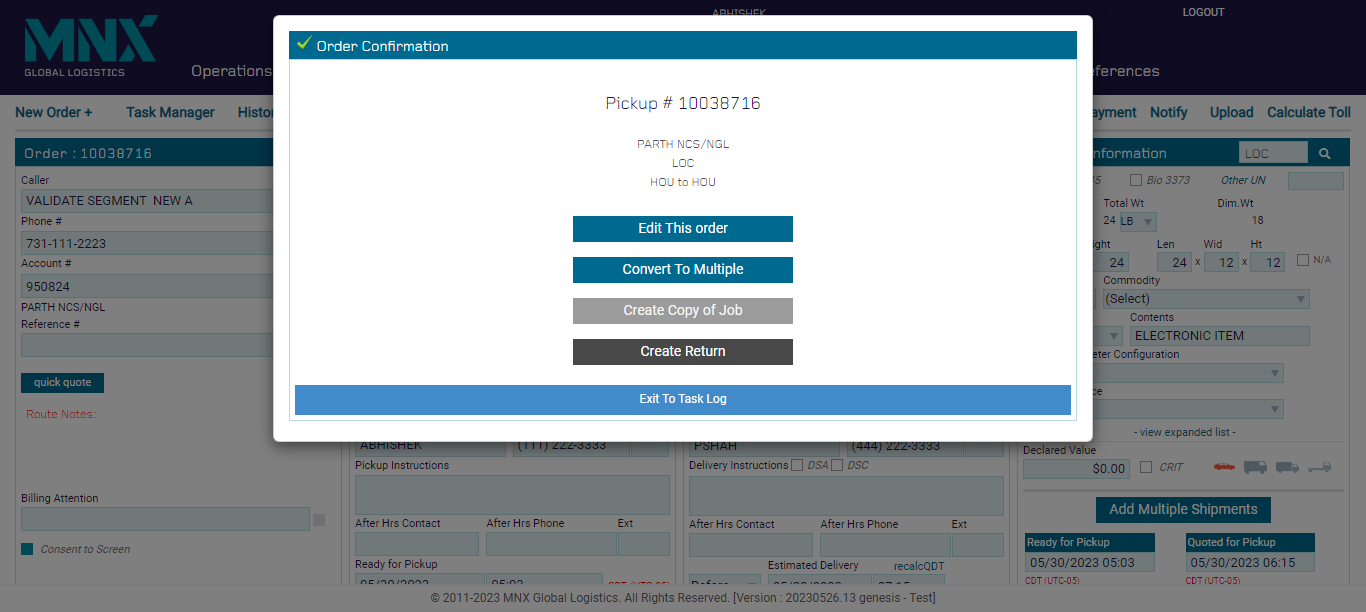 MNX
GLOBAL LOGISTICS
ABHISHEK
LOGOUT
Operations
New Order +
Task Manager
Notify
Upload
Calculate Toll
Order Confirmation
Pickup # 10038716
PARTH NCS/NGL
LOC
HOU to HOU
Edit This order
Convert To Multiple
Create Copy of Job
Create Return
Exit To Task Log
Order : 10038716
Caller
VALIDATE SEGMENT NEW A
Phone #
731-111-2223
Account #
950824
PARTH NCS/NGL
Reference #
quick quote
Route Notes:
Billing Attention
Consent to Screen
ABHISHEK (111) 222-3333
Pickup Instructions
After Hrs Contact After Hrs Phone Ext
Ready for Pickup
05/30/2023 05:03 CDT (UTC-05)
PSHAH (444) 222-3333
Delivery Instructions DSA DSC
After Hrs Contact After Hrs Phone Ext
Estimated Delivery recalcQDT
Before
LOC
Bio 3373 Other UN
Total Wt Dim.Wt
24 LB 18
Len Wid Ht
24 24 x 12 x 12 N/A
Commodity
(Select)
Contents
ELECTRONIC ITEM
Configuration
- view expanded list -
Declared Value
$0.00 CRIT
Add Multiple Shipments
Ready for Pickup Quoted for Pickup
05/30/2023 05:03 05/30/2023 06:15
CDT (UTC-05) CDT (UTC-05)
© 2011-2023 MNX Global Logistics. All Rights Reserved. [Version : 20230526.13 genesis - Test]